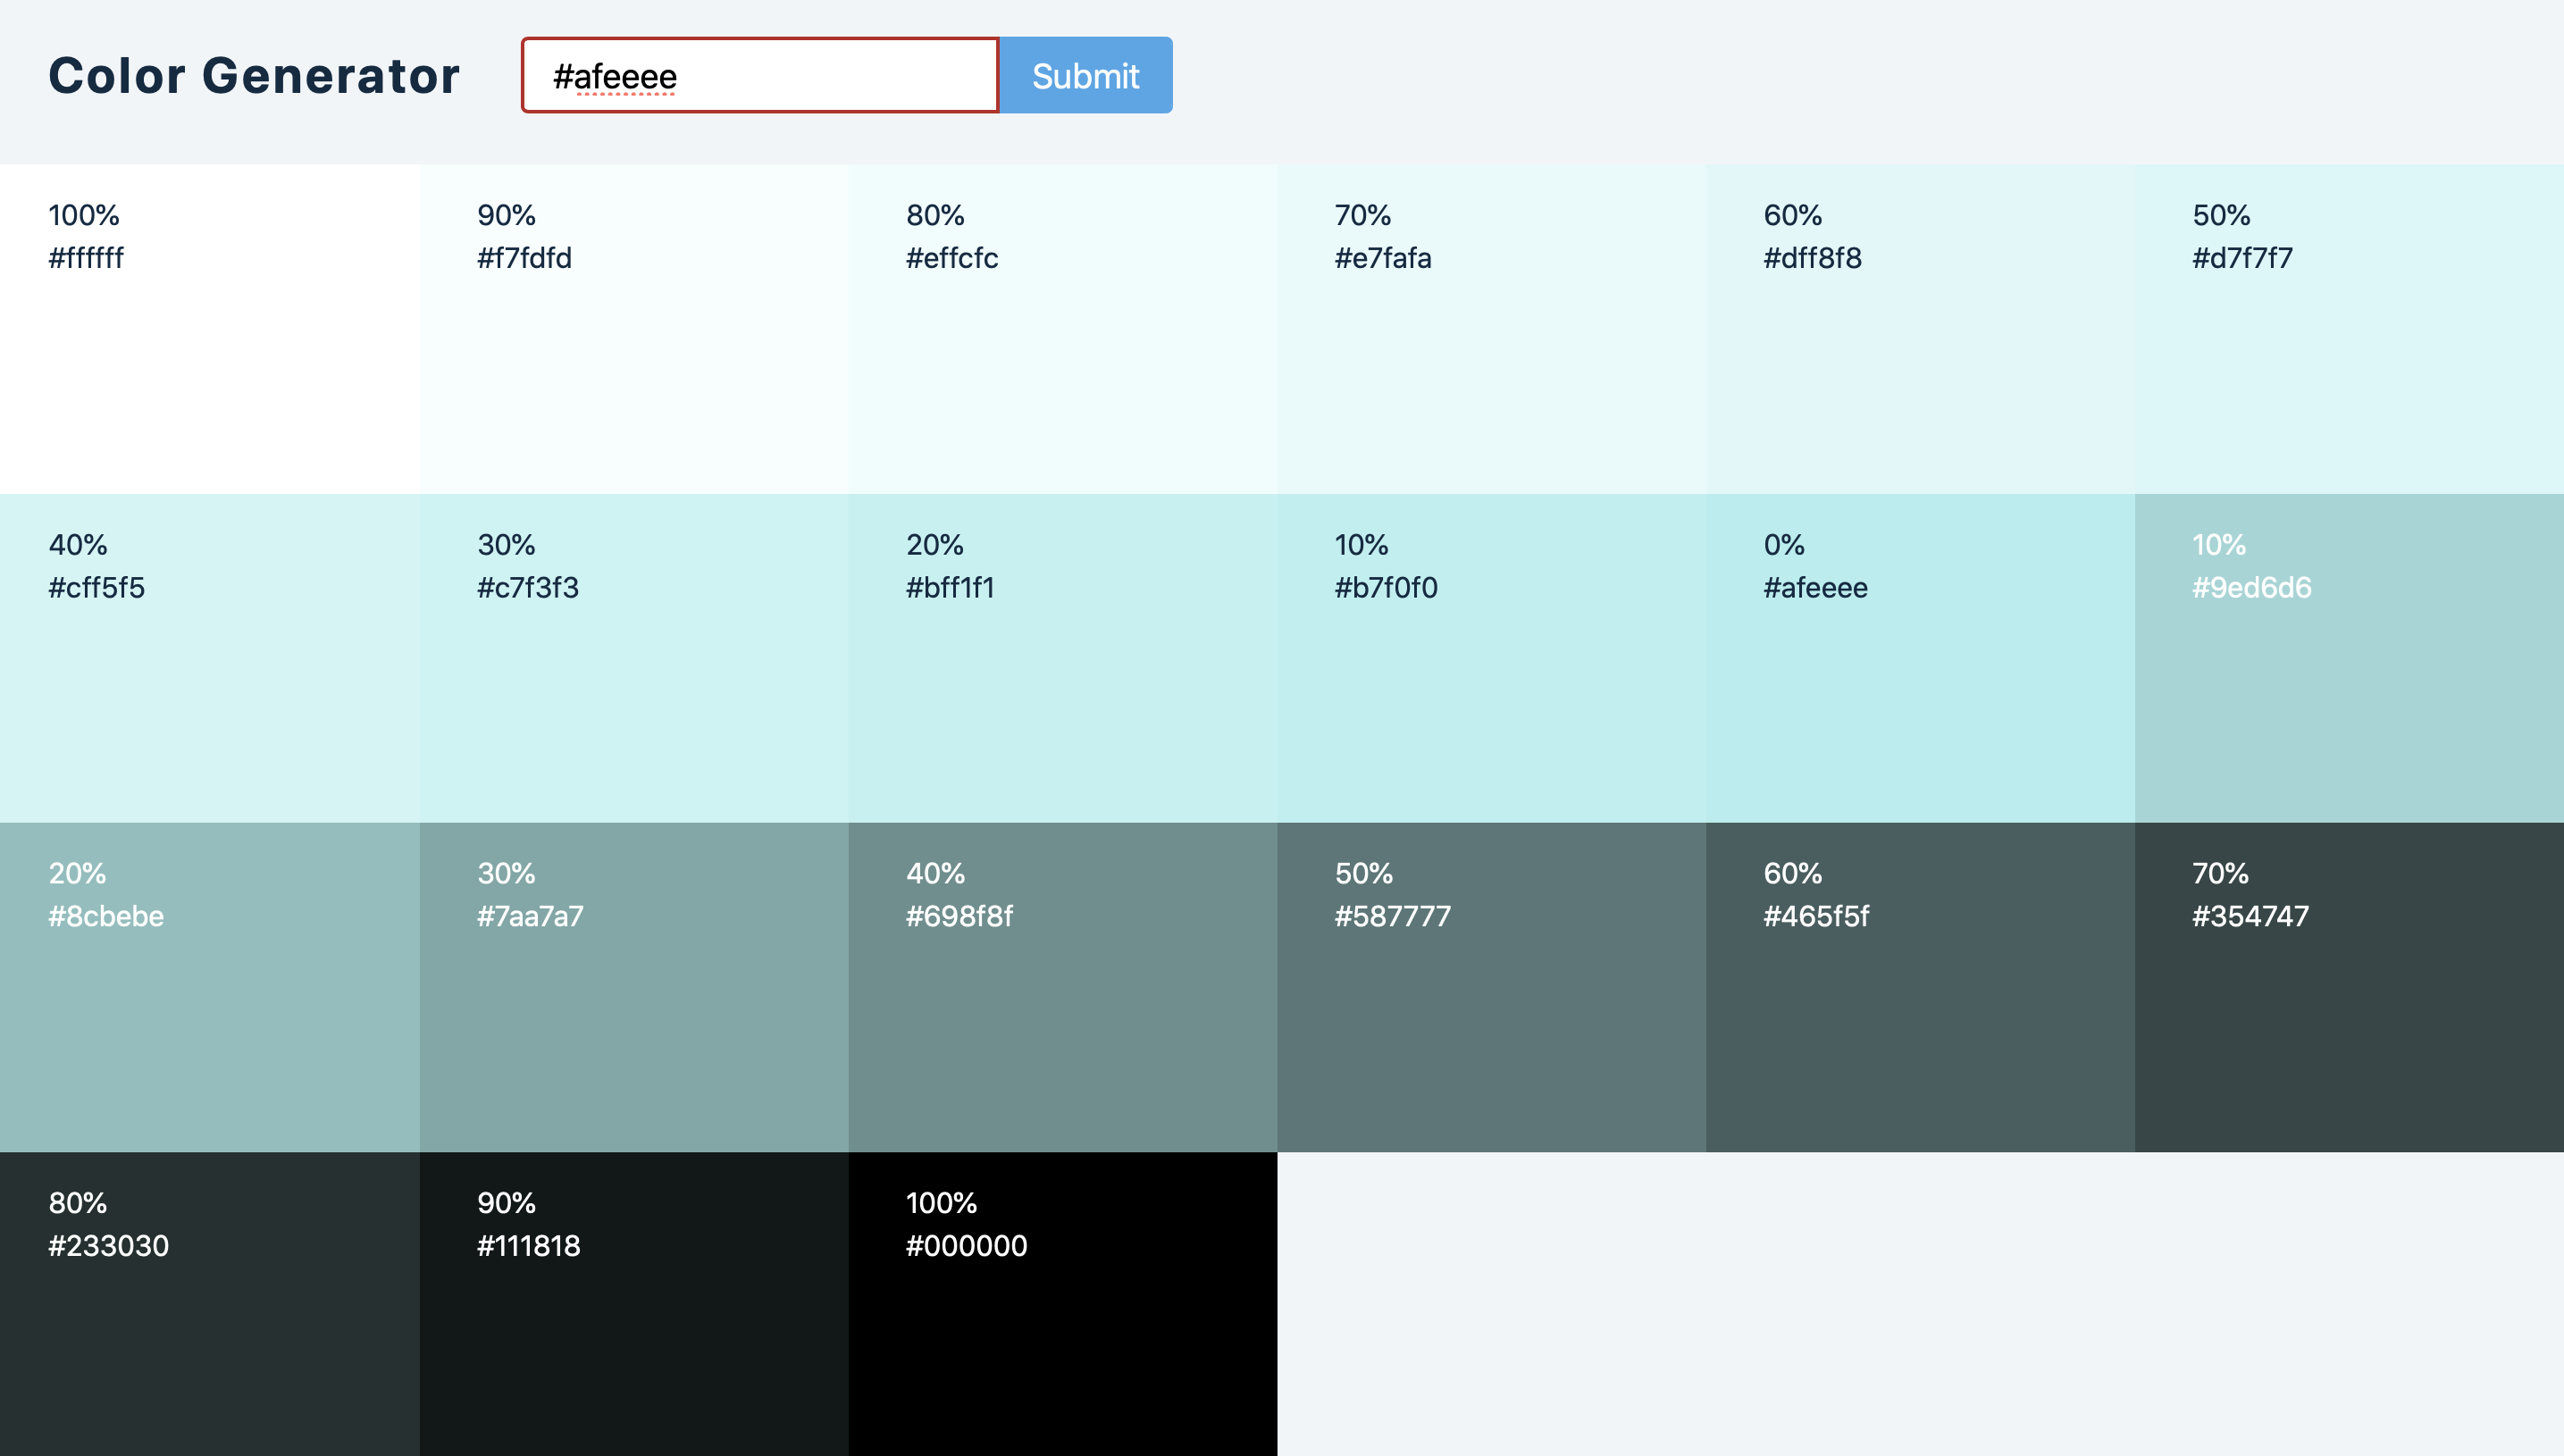 Color Generator
#afeeee
Submit
100%
#ffffff
90%
#f7fdfd
80%
#effcfc
70%
#e7fafa
60%
#dff8f8
50%
#d7f7f7
40%
#cff5f5
30%
#c7f3f3
20%
#bff1f1
10%
#b7f0f0
0%
#afeeee
10%
#9ed6d6
20%
#8cbebe
30%
#7aa7a7
40%
#698f8f
50%
#587777
60%
#465f5f
70%
#354747
80%
#233030
90%
#111818
100%
#000000